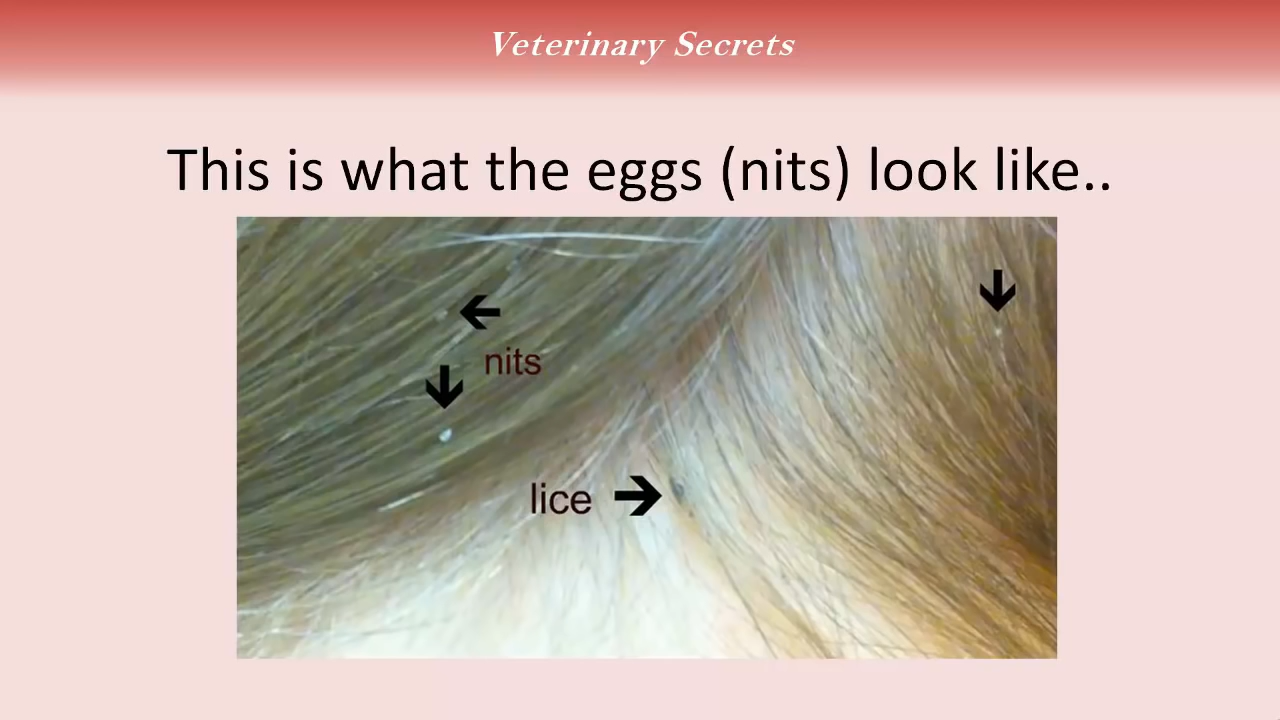 Veterinary Secrets
This is what the eggs (nits) look like..
nits
lice